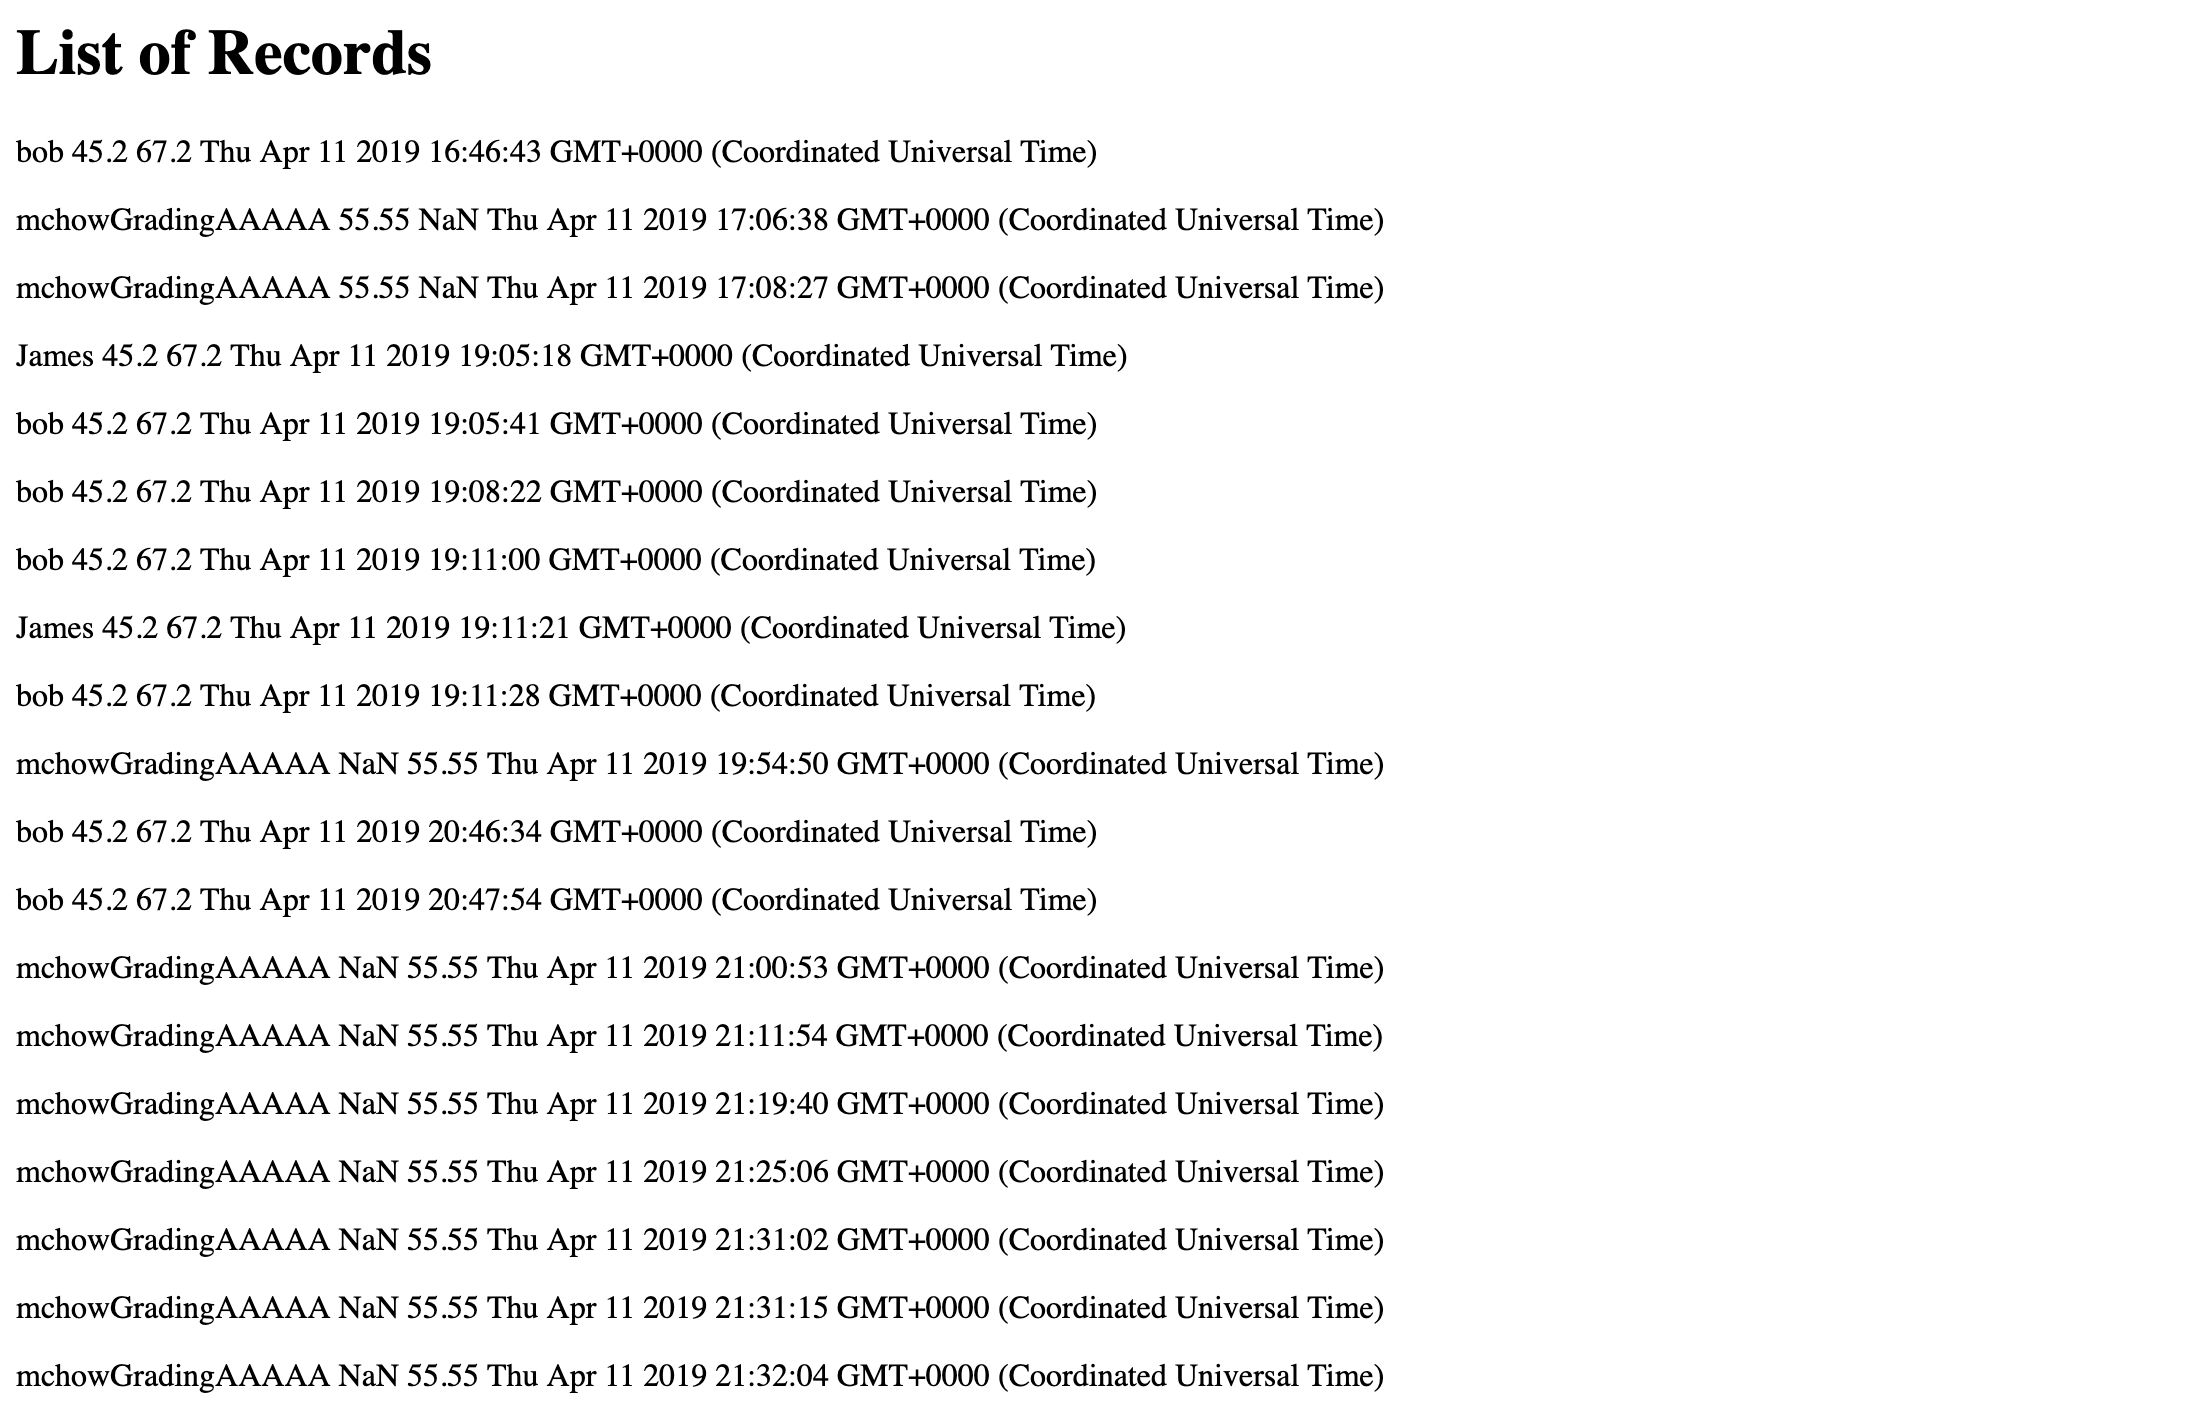 List of Records
bob 45.2 67.2 Thu Apr 11 2019 16:46:43 GMT+0000 (Coordinated Universal Time)
mchowGradingAAAAA 55.55 NaN Thu Apr 11 2019 17:06:38 GMT+0000 (Coordinated Universal Time)
mchowGradingAAAAA 55.55 NaN Thu Apr 11 2019 17:08:27 GMT+0000 (Coordinated Universal Time)
James 45.2 67.2 Thu Apr 11 2019 19:05:18 GMT+0000 (Coordinated Universal Time)
bob 45.2 67.2 Thu Apr 11 2019 19:05:41 GMT+0000 (Coordinated Universal Time)
bob 45.2 67.2 Thu Apr 11 2019 19:08:22 GMT+0000 (Coordinated Universal Time)
bob 45.2 67.2 Thu Apr 11 2019 19:11:00 GMT+0000 (Coordinated Universal Time)
James 45.2 67.2 Thu Apr 11 2019 19:11:21 GMT+0000 (Coordinated Universal Time)
bob 45.2 67.2 Thu Apr 11 2019 19:11:28 GMT+0000 (Coordinated Universal Time)
mchowGradingAAAAA NaN 55.55 Thu Apr 11 2019 19:54:50 GMT+0000 (Coordinated Universal Time)
bob 45.2 67.2 Thu Apr 11 2019 20:46:34 GMT+0000 (Coordinated Universal Time)
bob 45.2 67.2 Thu Apr 11 2019 20:47:54 GMT+0000 (Coordinated Universal Time)
mchowGradingAAAAA NaN 55.55 Thu Apr 11 2019 21:00:53 GMT+0000 (Coordinated Universal Time)
mchowGradingAAAAA NaN 55.55 Thu Apr 11 2019 21:11:54 GMT+0000 (Coordinated Universal Time)
mchowGradingAAAAA NaN 55.55 Thu Apr 11 2019 21:19:40 GMT+0000 (Coordinated Universal Time)
mchowGradingAAAAA NaN 55.55 Thu Apr 11 2019 21:25:06 GMT+0000 (Coordinated Universal Time)
mchowGradingAAAAA NaN 55.55 Thu Apr 11 2019 21:31:02 GMT+0000 (Coordinated Universal Time)
mchowGradingAAAAA NaN 55.55 Thu Apr 11 2019 21:31:15 GMT+0000 (Coordinated Universal Time)
mchowGradingAAAAA NaN 55.55 Thu Apr 11 2019 21:32:04 GMT+0000 (Coordinated Universal Time)